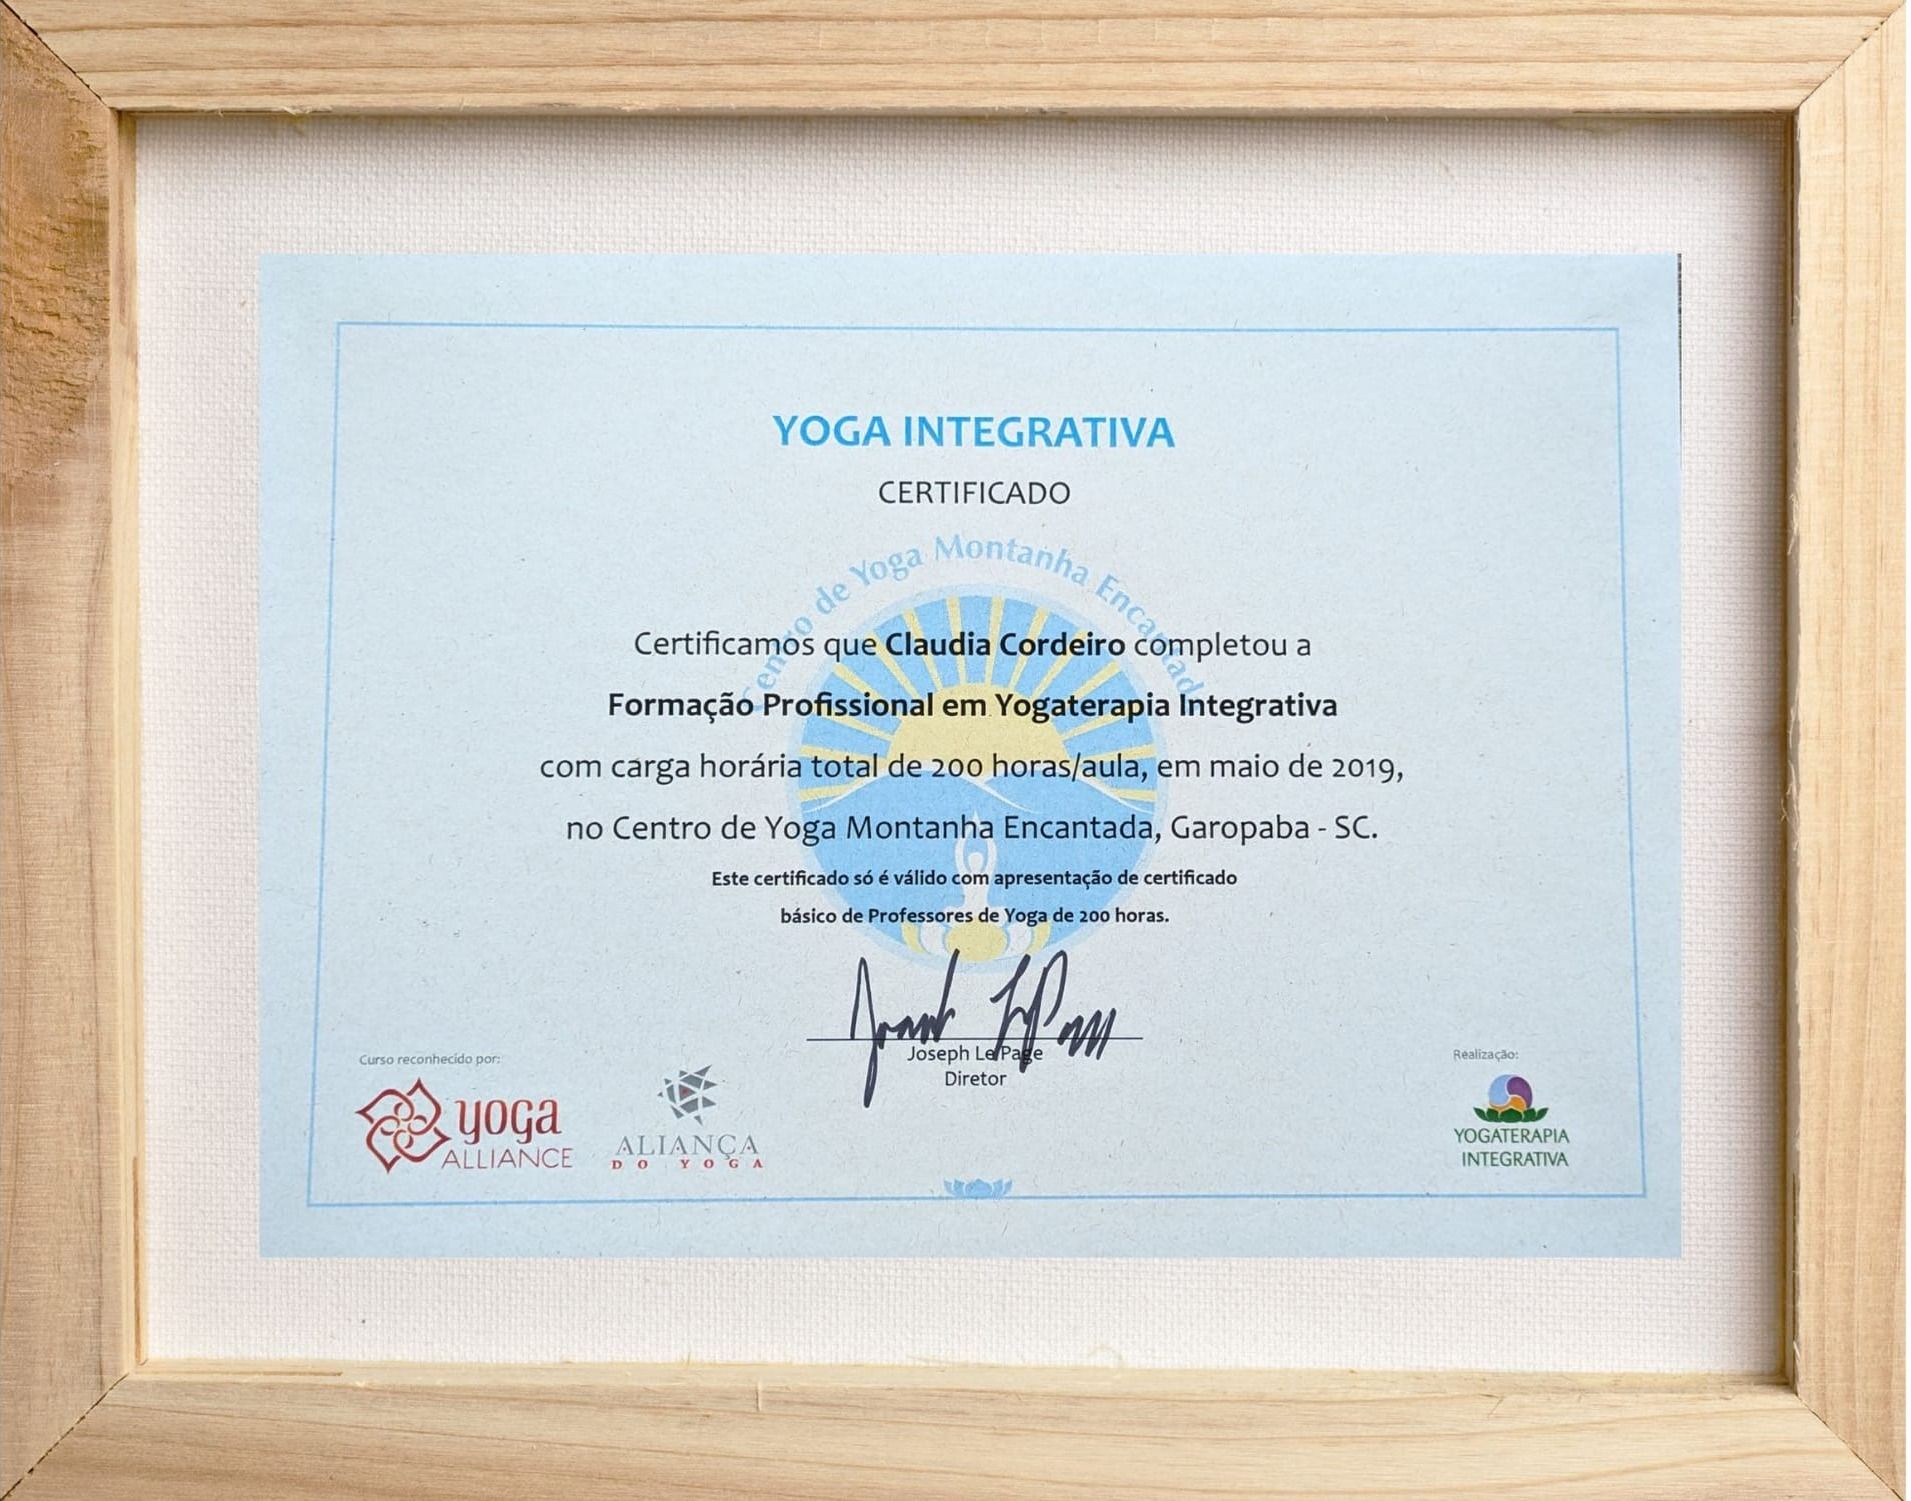 YOGA INTEGRATIVA
CERTIFICADO
Centro de Yoga Montanha Encantada
Certificamos que Claudia Cordeiro completou a
Formação Profissional em Yogaterapia Integrativa
com carga horária total de 200 horas/aula, em maio de 2019,
no Centro de Yoga Montanha Encantada, Garopaba - SC.
Este certificado só é válido com apresentação de certificado
básico de Professores de Yoga de 200 horas.
Joseph Le Page
Diretor
Curso reconhecido por:
yoga
ALLIANCE
ALIANÇA
DO YOGA
Realização:
YOGATERAPIA
INTEGRATIVA